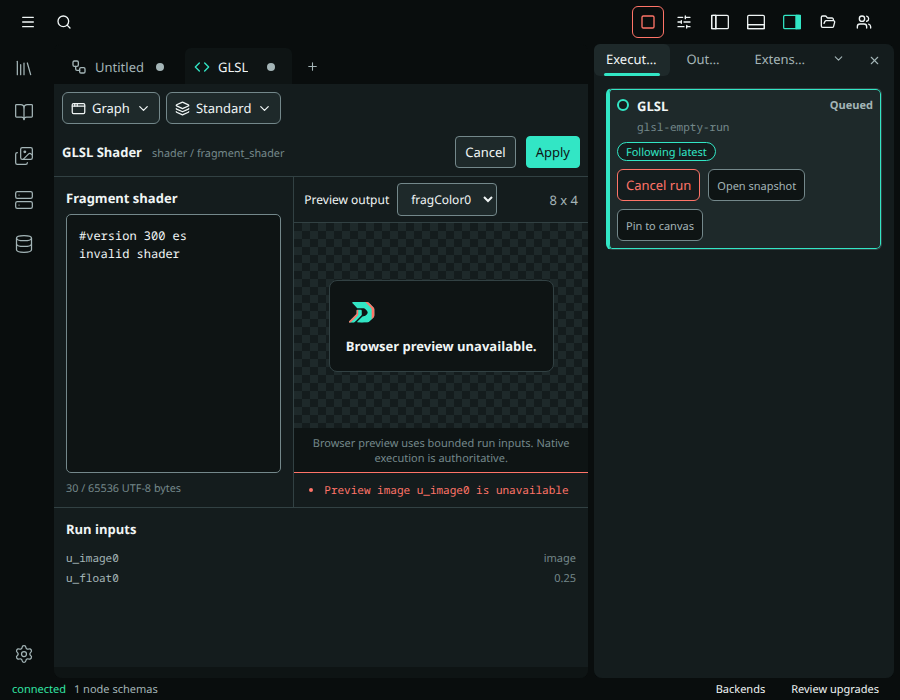 Untitled
GLSL
Graph
Standard
GLSL Shader shader / fragment_shader
Cancel
Apply
Fragment shader
#version 300 es
invalid shader
30 / 65536 UTF-8 bytes
Preview output
fragColor0
8 x 4
Browser preview unavailable.
Browser preview uses bounded run inputs. Native
execution is authoritative.
• Preview image u_image0 is unavailable
Run inputs
u_image0 image
u_float0 0.25
Execut...
Out...
Extens...
GLSL Queued
glsl-empty-run
Following latest
Cancel run
Open snapshot
Pin to canvas
connected 1 node schemas
Backends
Review upgrades